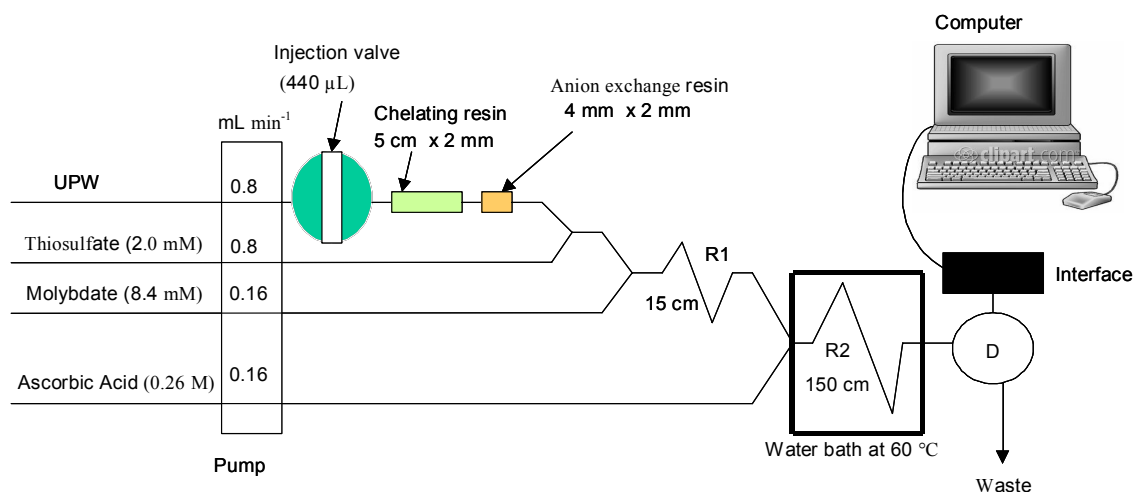 Computer
Injection valve
(440 µL)
Anion exchange resin
4 mm x 2 mm
Chelating resin
5 cm x 2 mm
mL min-1
UPW
0.8
Thiosulfate (2.0 mM)
0.8
Molybdate (8.4 mM)
0.16
Ascorbic Acid (0.26 M)
0.16
Pump
R1
15 cm
R2
150 cm
Water bath at 60 °C
Interface
D
Waste
clipart.com